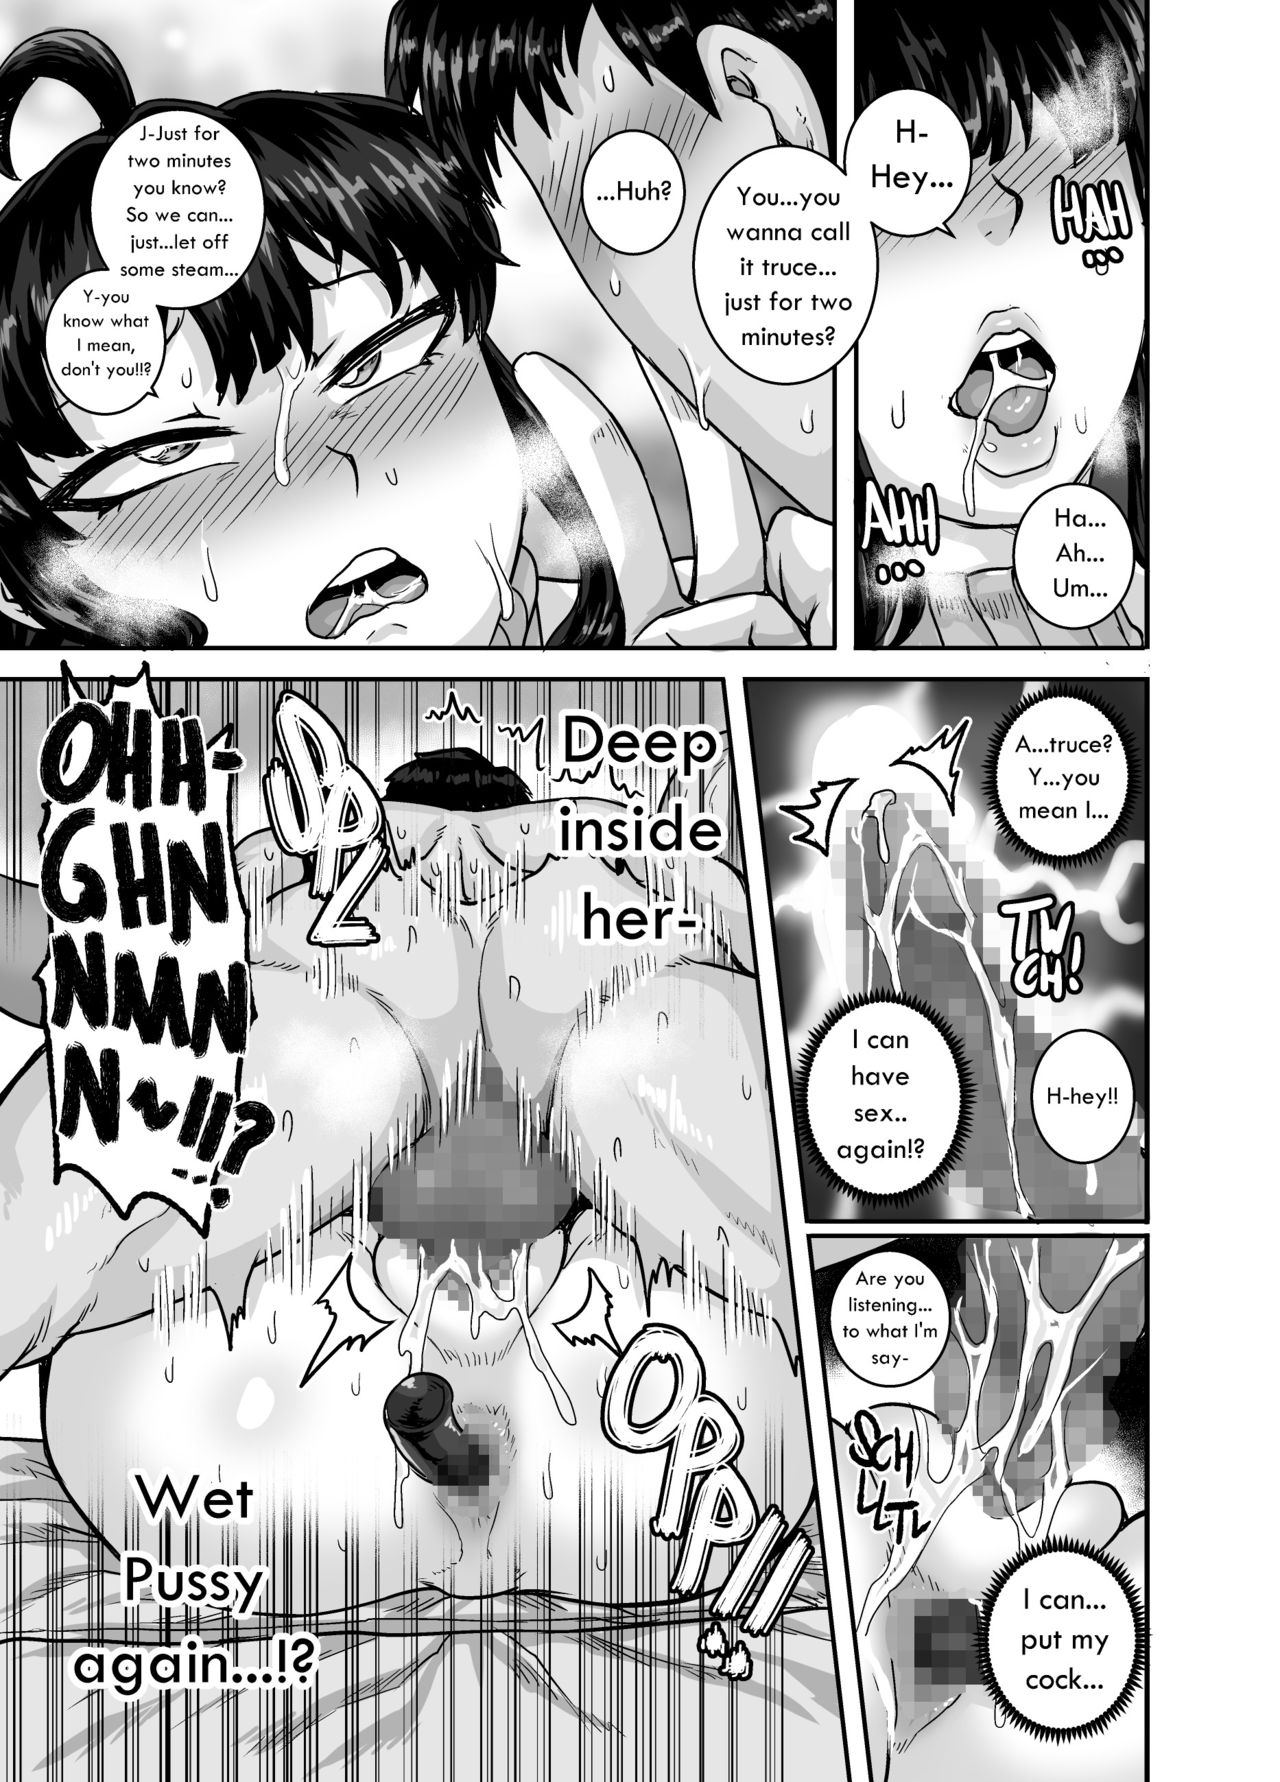 H-
Hey...
HAH
...
AHH
...
Ha...
Ah...
Um...
You...you
wanna call
it truce...
just for two
minutes?
...Huh?
J-Just for
two minutes
you know?
So we can...
just...let off
some steam...
Y-you
know what
I mean,
don't you!!?
A...truce?
Y...you
mean I...
TW
CH!
I can
have
sex..
again!?
H-hey!!
Are you
listening...
to what I'm
say-
SCH
LLTL
I can...
put my
cock...
Deep
inside
her-
OHH-
GHN
NMN
N~!!?
Wet
Pussy
again...!?